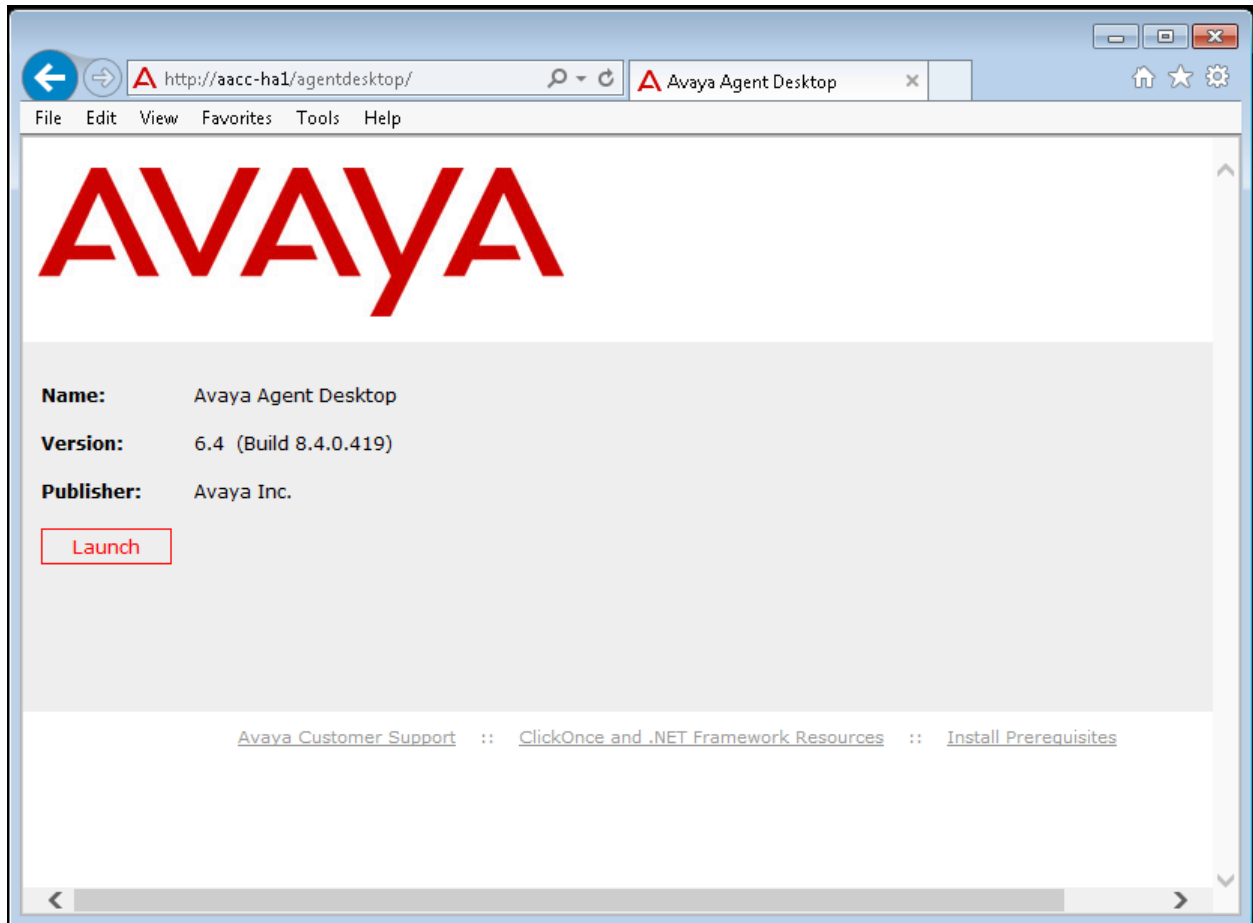 http://aacc-ha1/agentdesktop/ Avaya Agent Desktop
File Edit View Favorites Tools Help
AVAYA
Name: Avaya Agent Desktop
Version: 6.4 (Build 8.4.0.419)
Publisher: Avaya Inc.
Launch
Avaya Customer Support :: ClickOnce and .NET Framework Resources :: Install Prerequisites